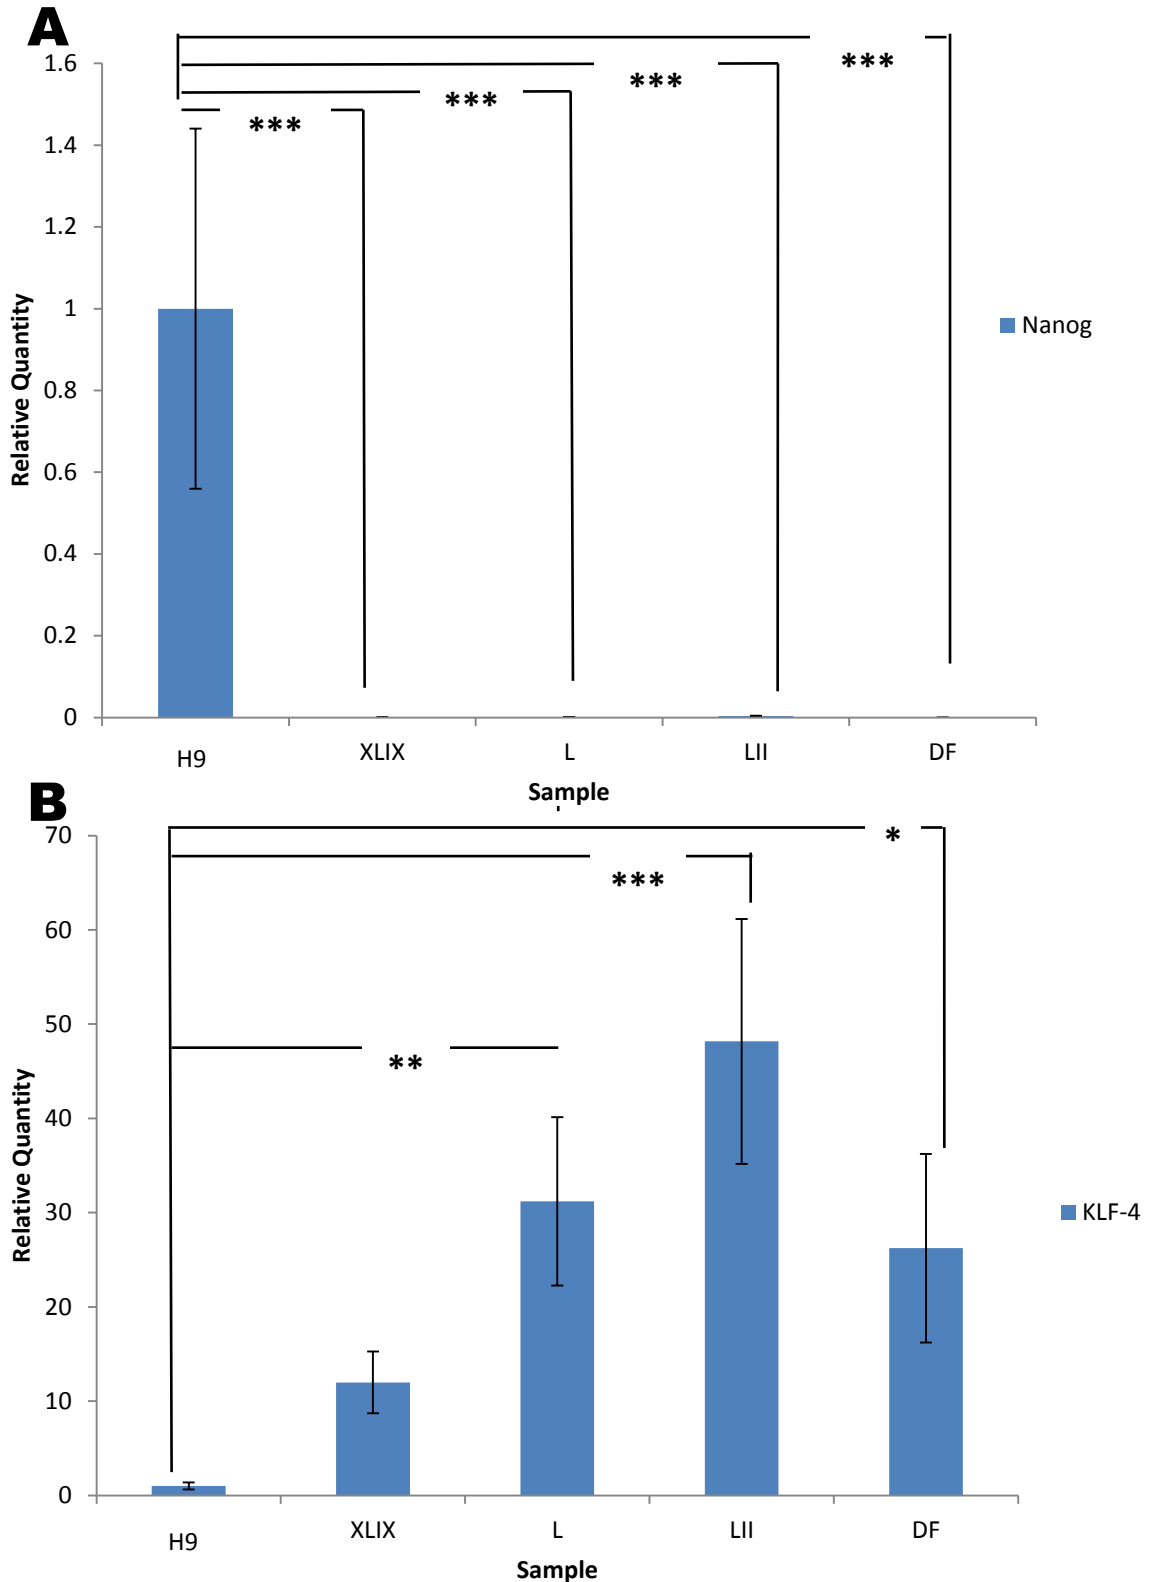 A
***
***
***
***
1.6
1.4
1.2
1
0.8
0.6
0.4
0.2
0
Relative Quantity
Nanog
H9 XLIX L LII DF
Sample
B
*
***
**
70
60
50
40
30
20
10
0
Relative Quantity
KLF-4
H9 XLIX L LII DF
Sample